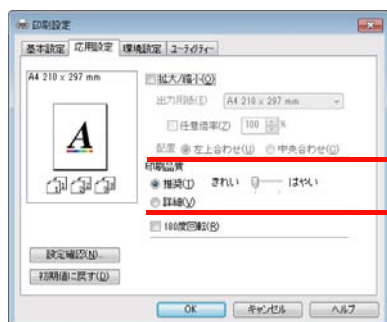 印刷設定
基本設定 応用設定 環境設定 ユーティリティー
A4 210 x 297 mm
A
1 2 3
設定確認(N)...
初期値に戻す(D)
拡大/縮小(O)
出力用紙(E) A4 210 x 297 mm
任意倍率(Z) 100 %
配置 左上合わせ(U) 中央合わせ(C)
印刷品質
推奨(T) きれい はやい
詳細(V)
180度回転(R)
OK キャンセル ヘルプ